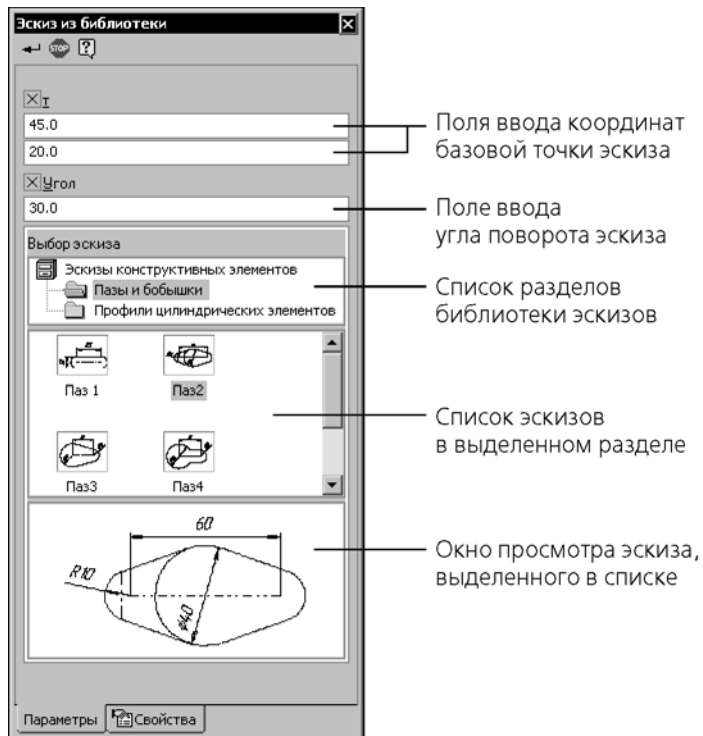 Эскиз из библиотеки
STOP
?
т
45.0
20.0
Угол
30.0
Выбор эскиза
Эскизы конструктивных элементов
Пазы и бобышки
Профили цилиндрических элементов
Паз 1
Паз2
Паз3
Паз4
60
R10
⌀40
Параметры
Свойства
Поля ввода координат
базовой точки эскиза
Поле ввода
угла поворота эскиза
Список разделов
библиотеки эскизов
Список эскизов
в выделенном разделе
Окно просмотра эскиза,
выделенного в списке